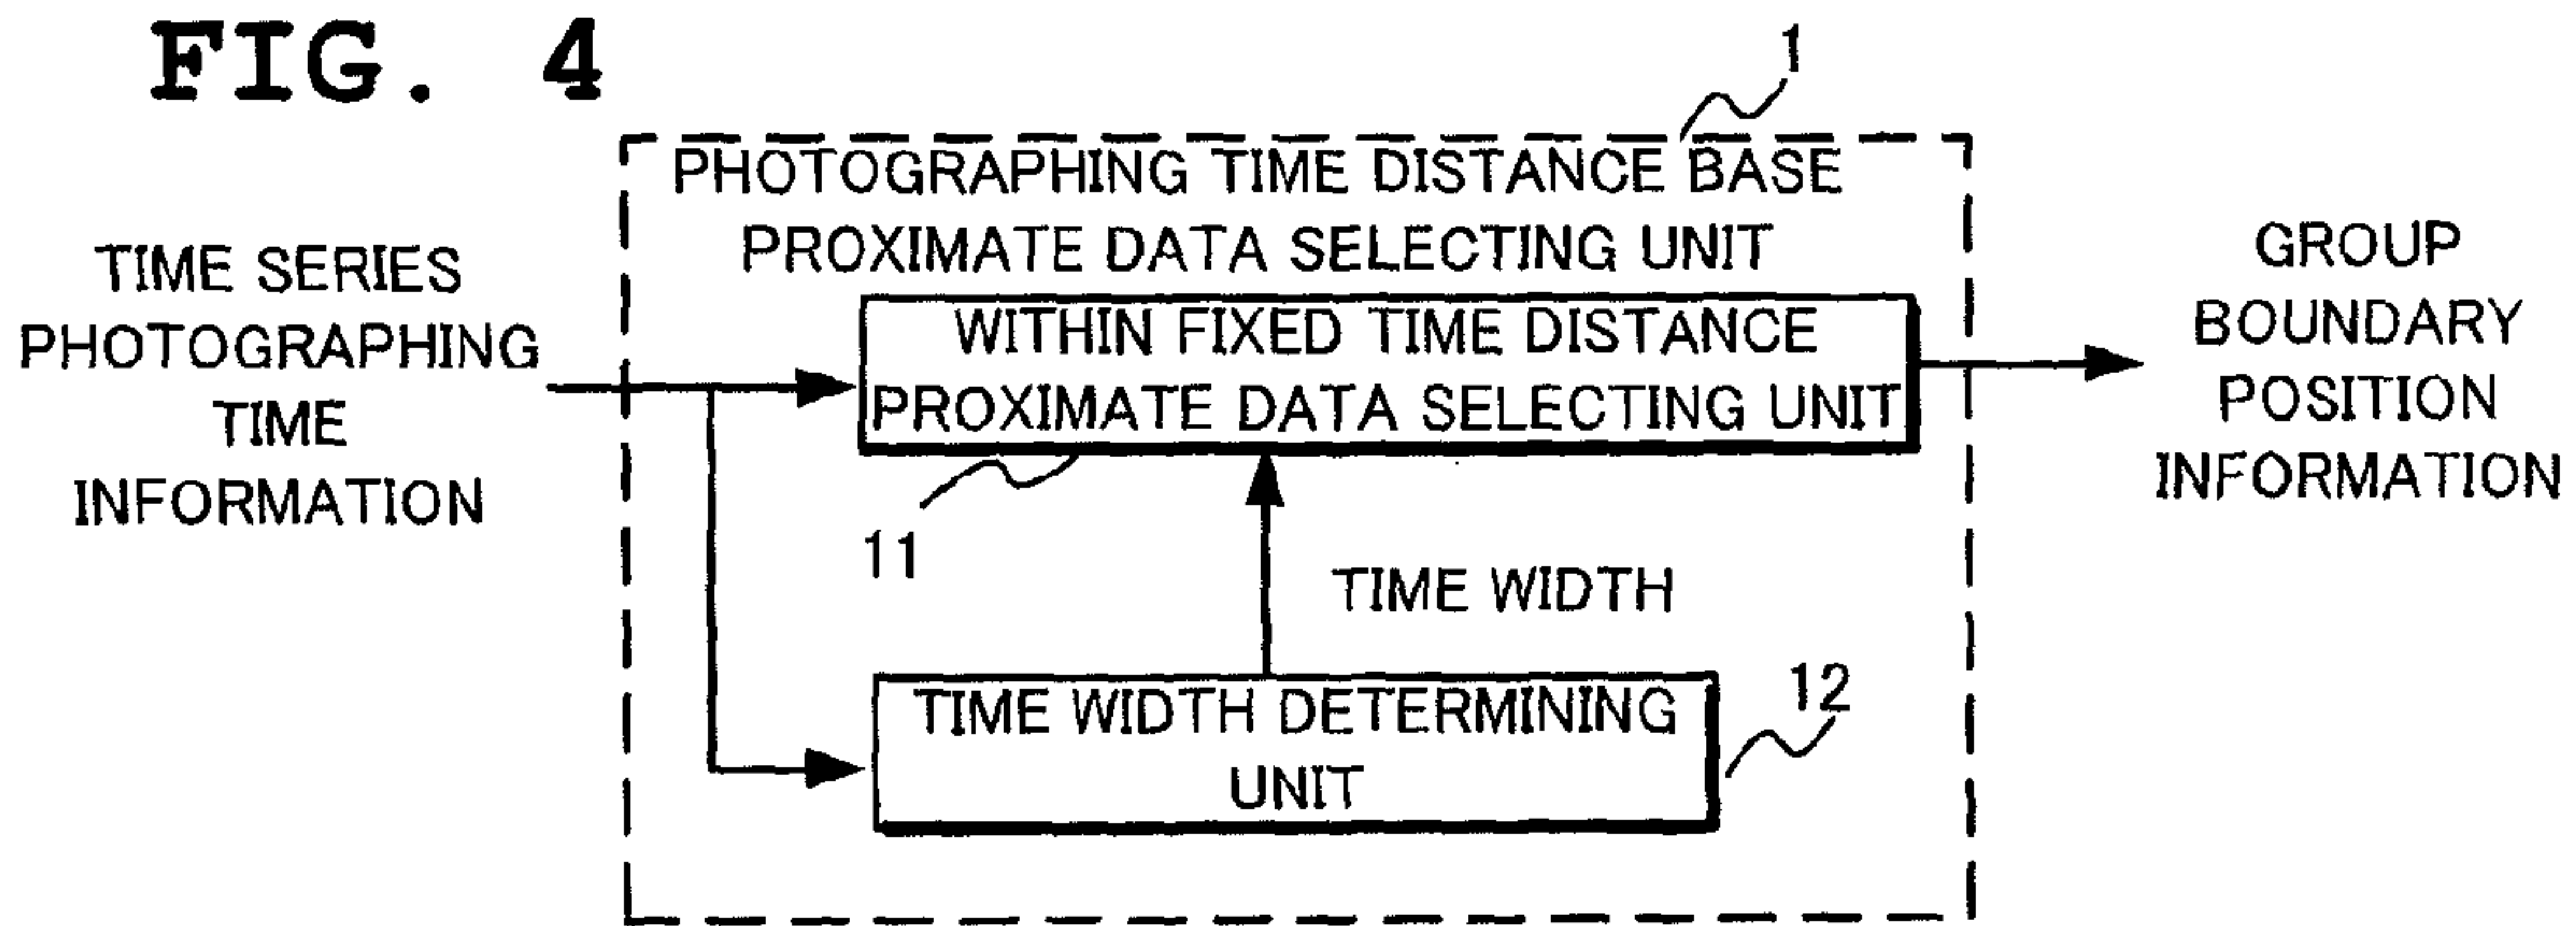 FIG. 4
1
PHOTOGRAPHING TIME DISTANCE BASE
PROXIMATE DATA SELECTING UNIT
TIME SERIES
PHOTOGRAPHING
TIME
INFORMATION
WITHIN FIXED TIME DISTANCE
PROXIMATE DATA SELECTING UNIT
11
TIME WIDTH
TIME WIDTH DETERMINING
UNIT
12
GROUP
BOUNDARY
POSITION
INFORMATION